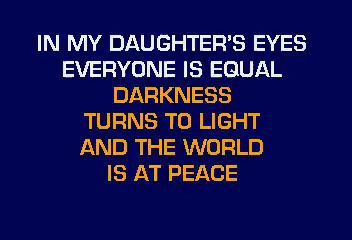 IN MY DAUGHTER'S EYES
EVERYONE IS EQUAL
DARKNESS
TURNS TO LIGHT
AND THE WORLD
IS AT PEACE